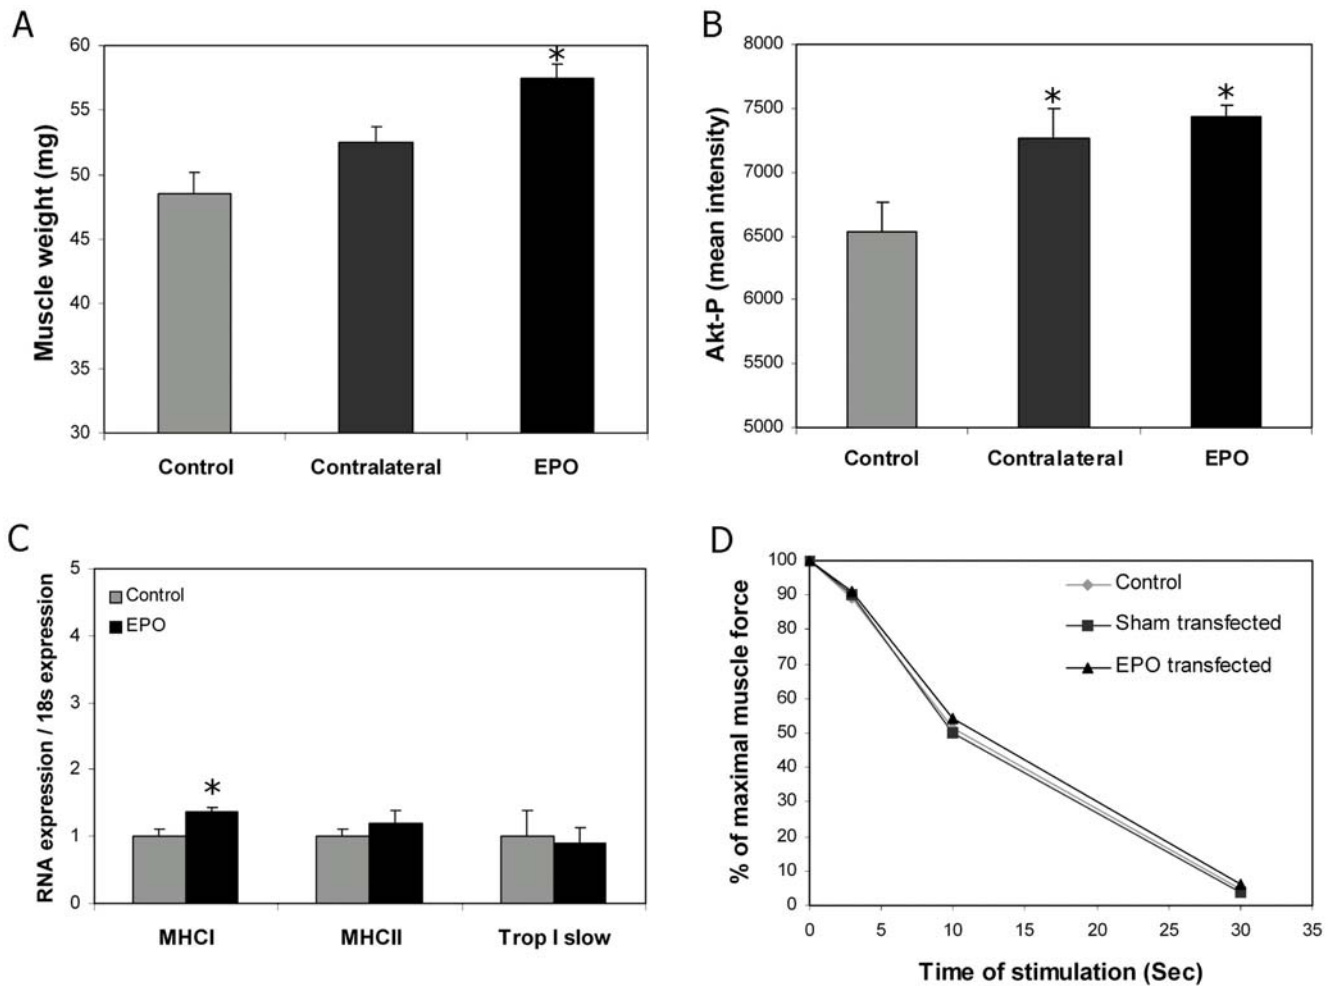 A
Muscle weight (mg)
60
55
50
45
40
35
30
*
Control Contralateral EPO
B
Akt-P (mean intensity)
8000
7500
7000
6500
6000
5500
5000
* *
Control Contralateral EPO
C
RNA expression / 18s expression
5
4
3
2
1
0
Control
EPO
*
MHCI MHCII Trop I slow
D
% of maximal muscle force
100
90
80
70
60
50
40
30
20
10
0
Control
Sham transfected
EPO transfected
0 5 10 15 20 25 30 35
Time of stimulation (Sec)